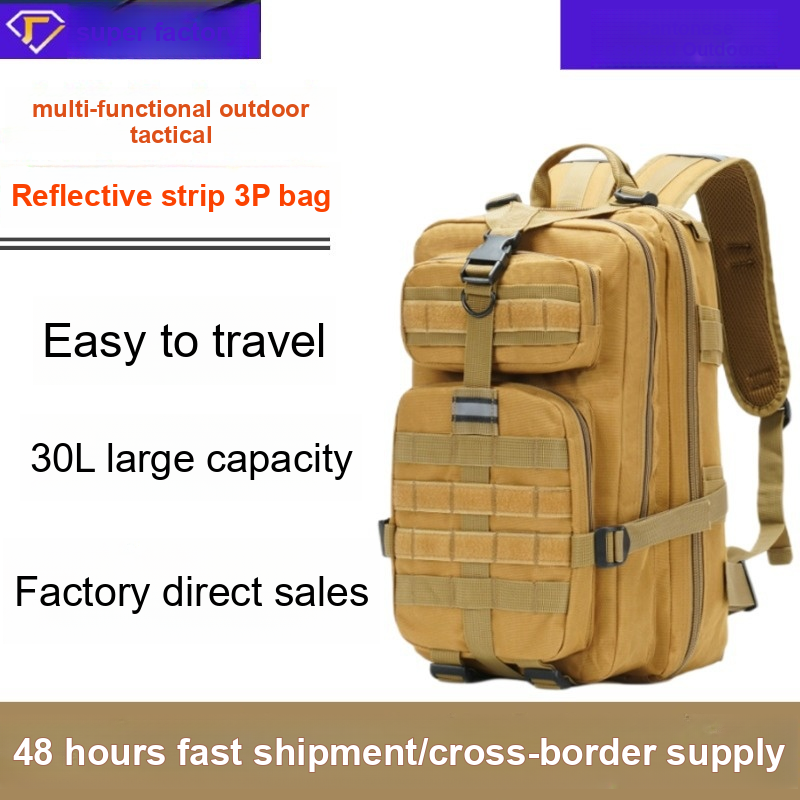 super factory
Outdoor
multi-functional outdoor
tactical
Reflective strip 3P bag
Easy to travel
30L large capacity
Factory direct sales
48 hours fast shipment/cross-border supply